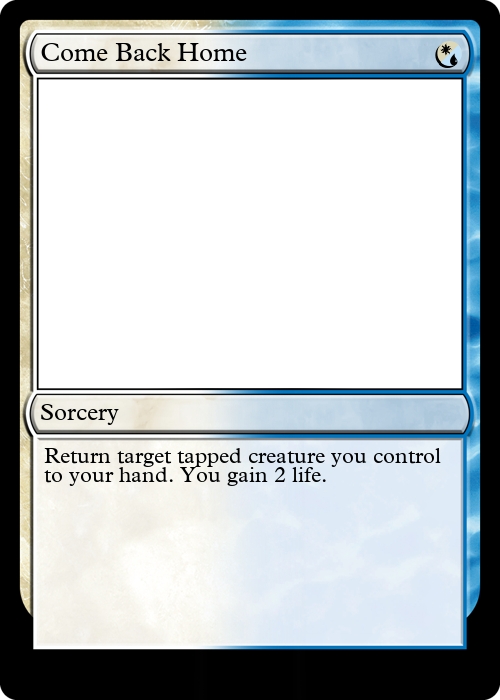 Come Back Home
Sorcery
Return target tapped creature you control
to your hand. You gain 2 life.